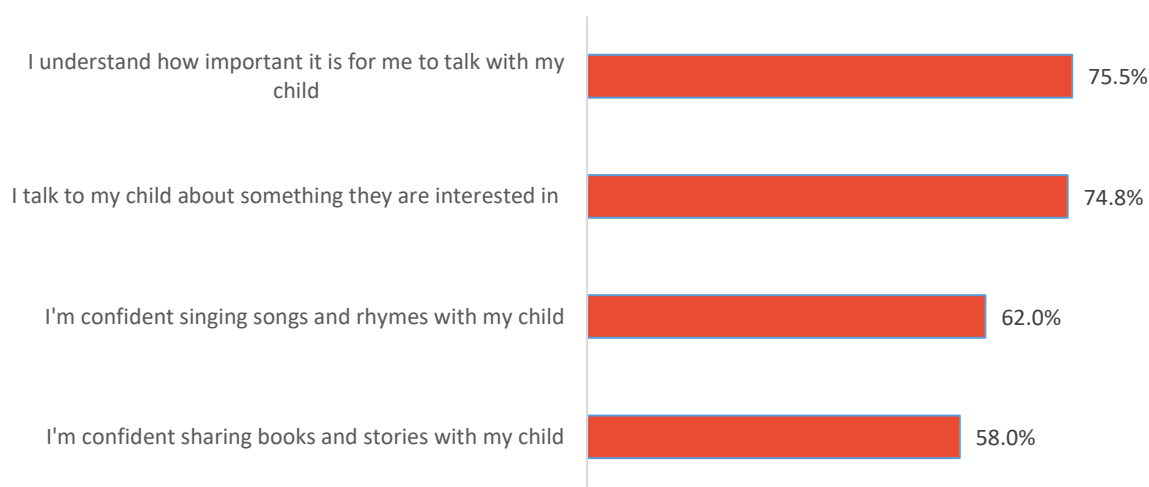 I understand how important it is for me to talk with my
child
75.5%
I talk to my child about something they are interested in
74.8%
I'm confident singing songs and rhymes with my child
62.0%
I'm confident sharing books and stories with my child
58.0%